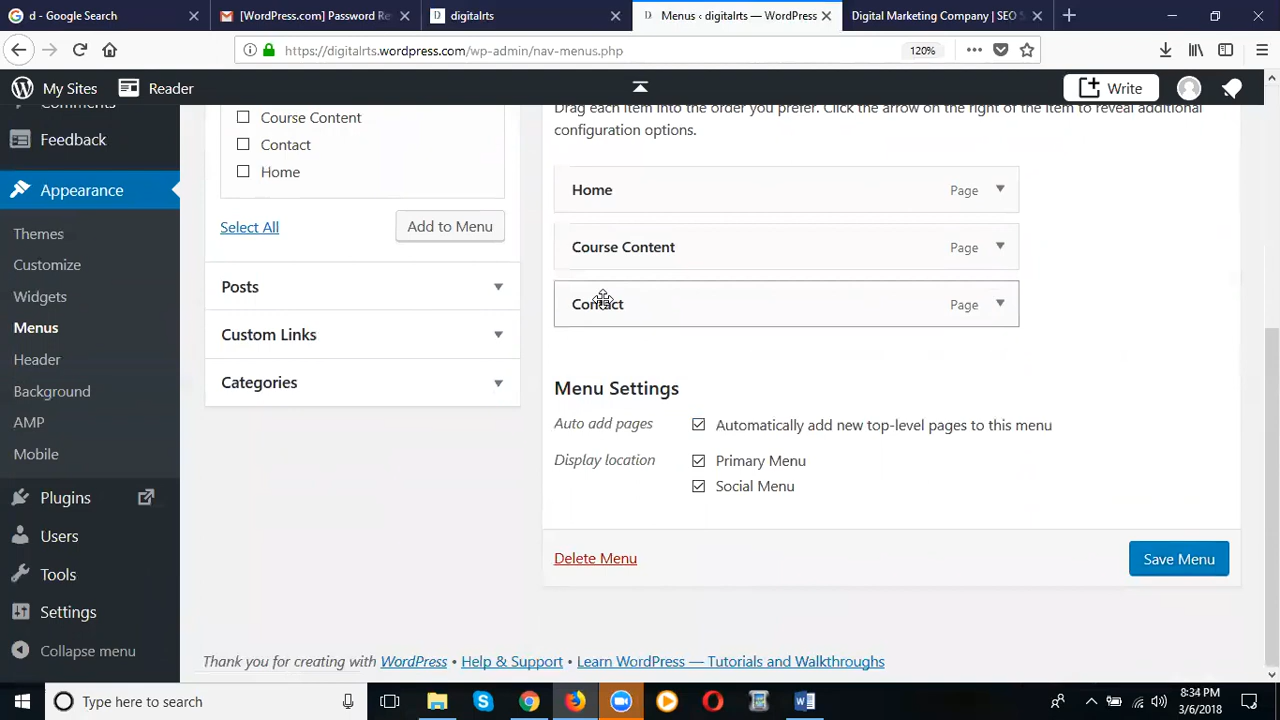 d - Google Search
[WordPress.com] Password Re
digitalrts
Menus ‹ digitalrts — WordPress
Digital Marketing Company | SEO &
https://digitalrts.wordpress.com/wp-admin/nav-menus.php
120%
My Sites
Reader
Write
Comments
Feedback
Appearance
Themes
Customize
Widgets
Menus
Header
Background
AMP
Mobile
Plugins
Users
Tools
Settings
Collapse menu
Course Content
Contact
Home
Select All
Add to Menu
Posts
Custom Links
Categories
Drag each item into the order you prefer. Click the arrow on the right of the item to reveal additional
configuration options.
Home Page
Course Content Page
Contact Page
Menu Settings
Auto add pages Automatically add new top-level pages to this menu
Display location Primary Menu
Social Menu
Delete Menu
Save Menu
Thank you for creating with WordPress • Help & Support • Learn WordPress — Tutorials and Walkthroughs
Type here to search
8:34 PM
3/6/2018